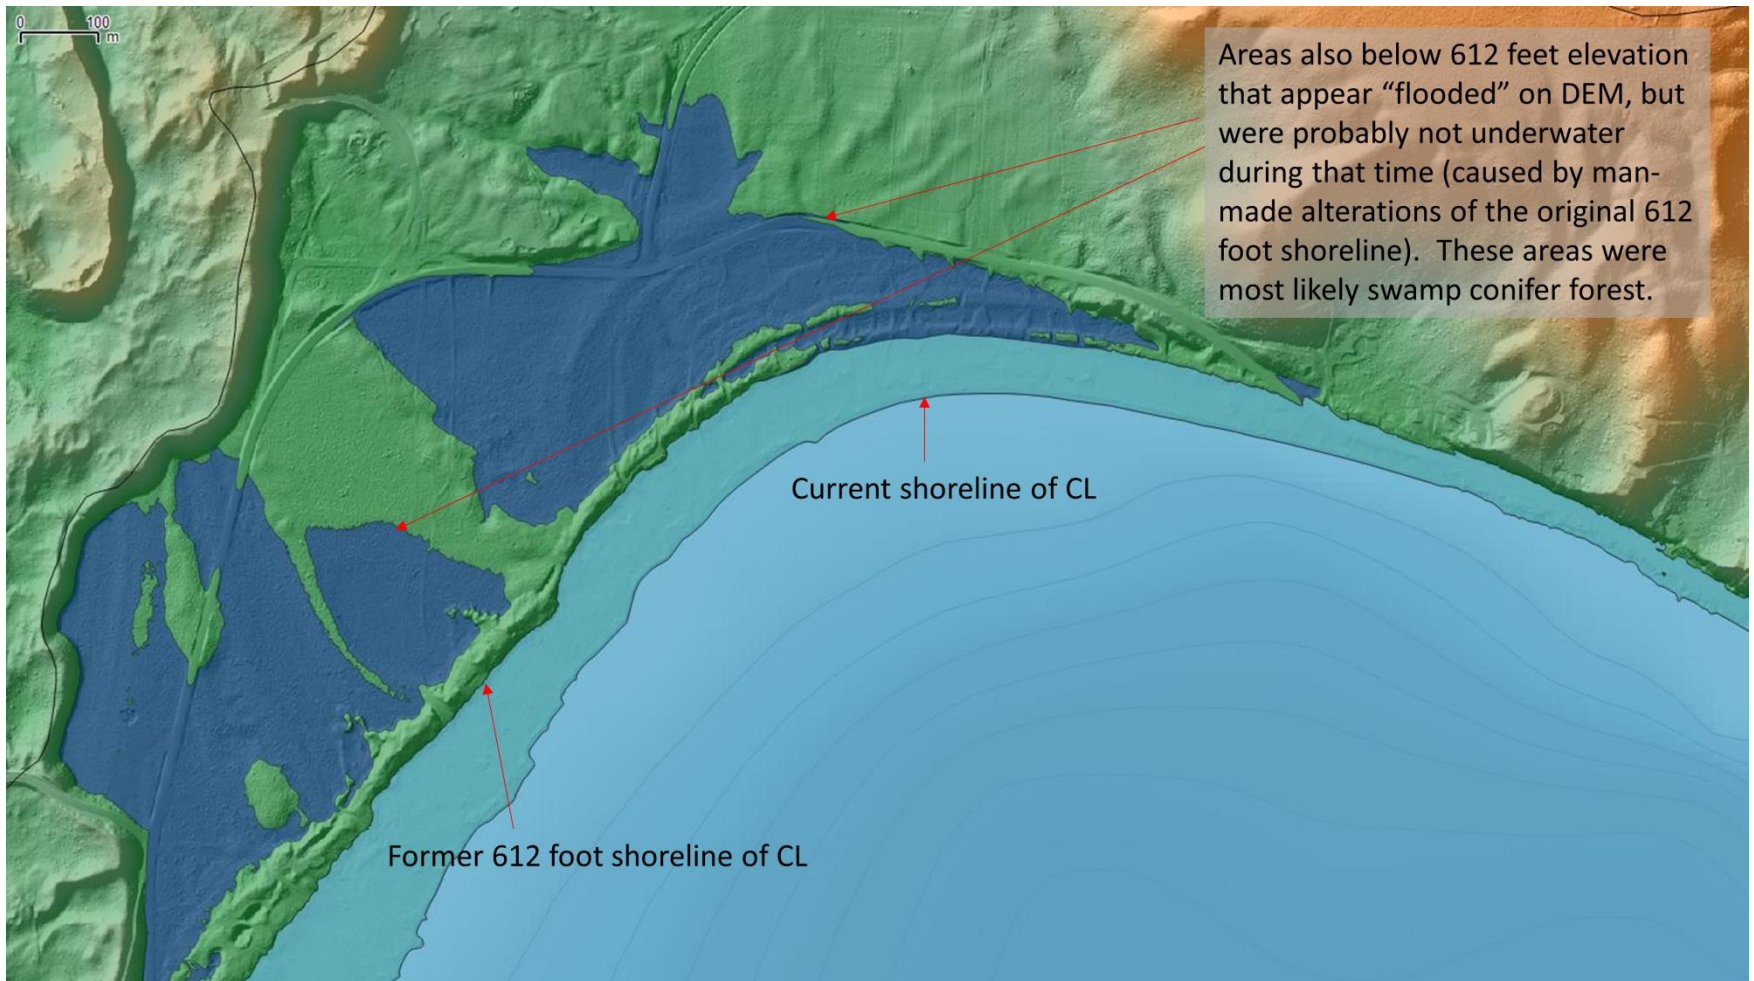 0 100
m
Areas also below 612 feet elevation
that appear “flooded” on DEM, but
were probably not underwater
during that time (caused by man-
made alterations of the original 612
foot shoreline).  These areas were
most likely swamp conifer forest.
Current shoreline of CL
Former 612 foot shoreline of CL